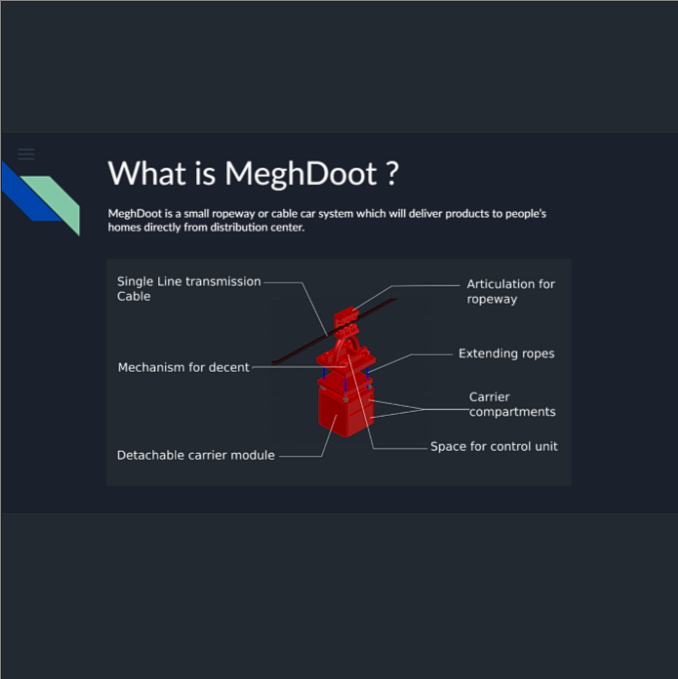 What is MeghDoot ?
MeghDoot is a small ropeway or cable car system which will deliver products to people's
homes directly from distribution center.
Single Line transmission
Cable
Articulation for
ropeway
Mechanism for decent
Extending ropes
Carrier
compartments
Space for control unit
Detachable carrier module